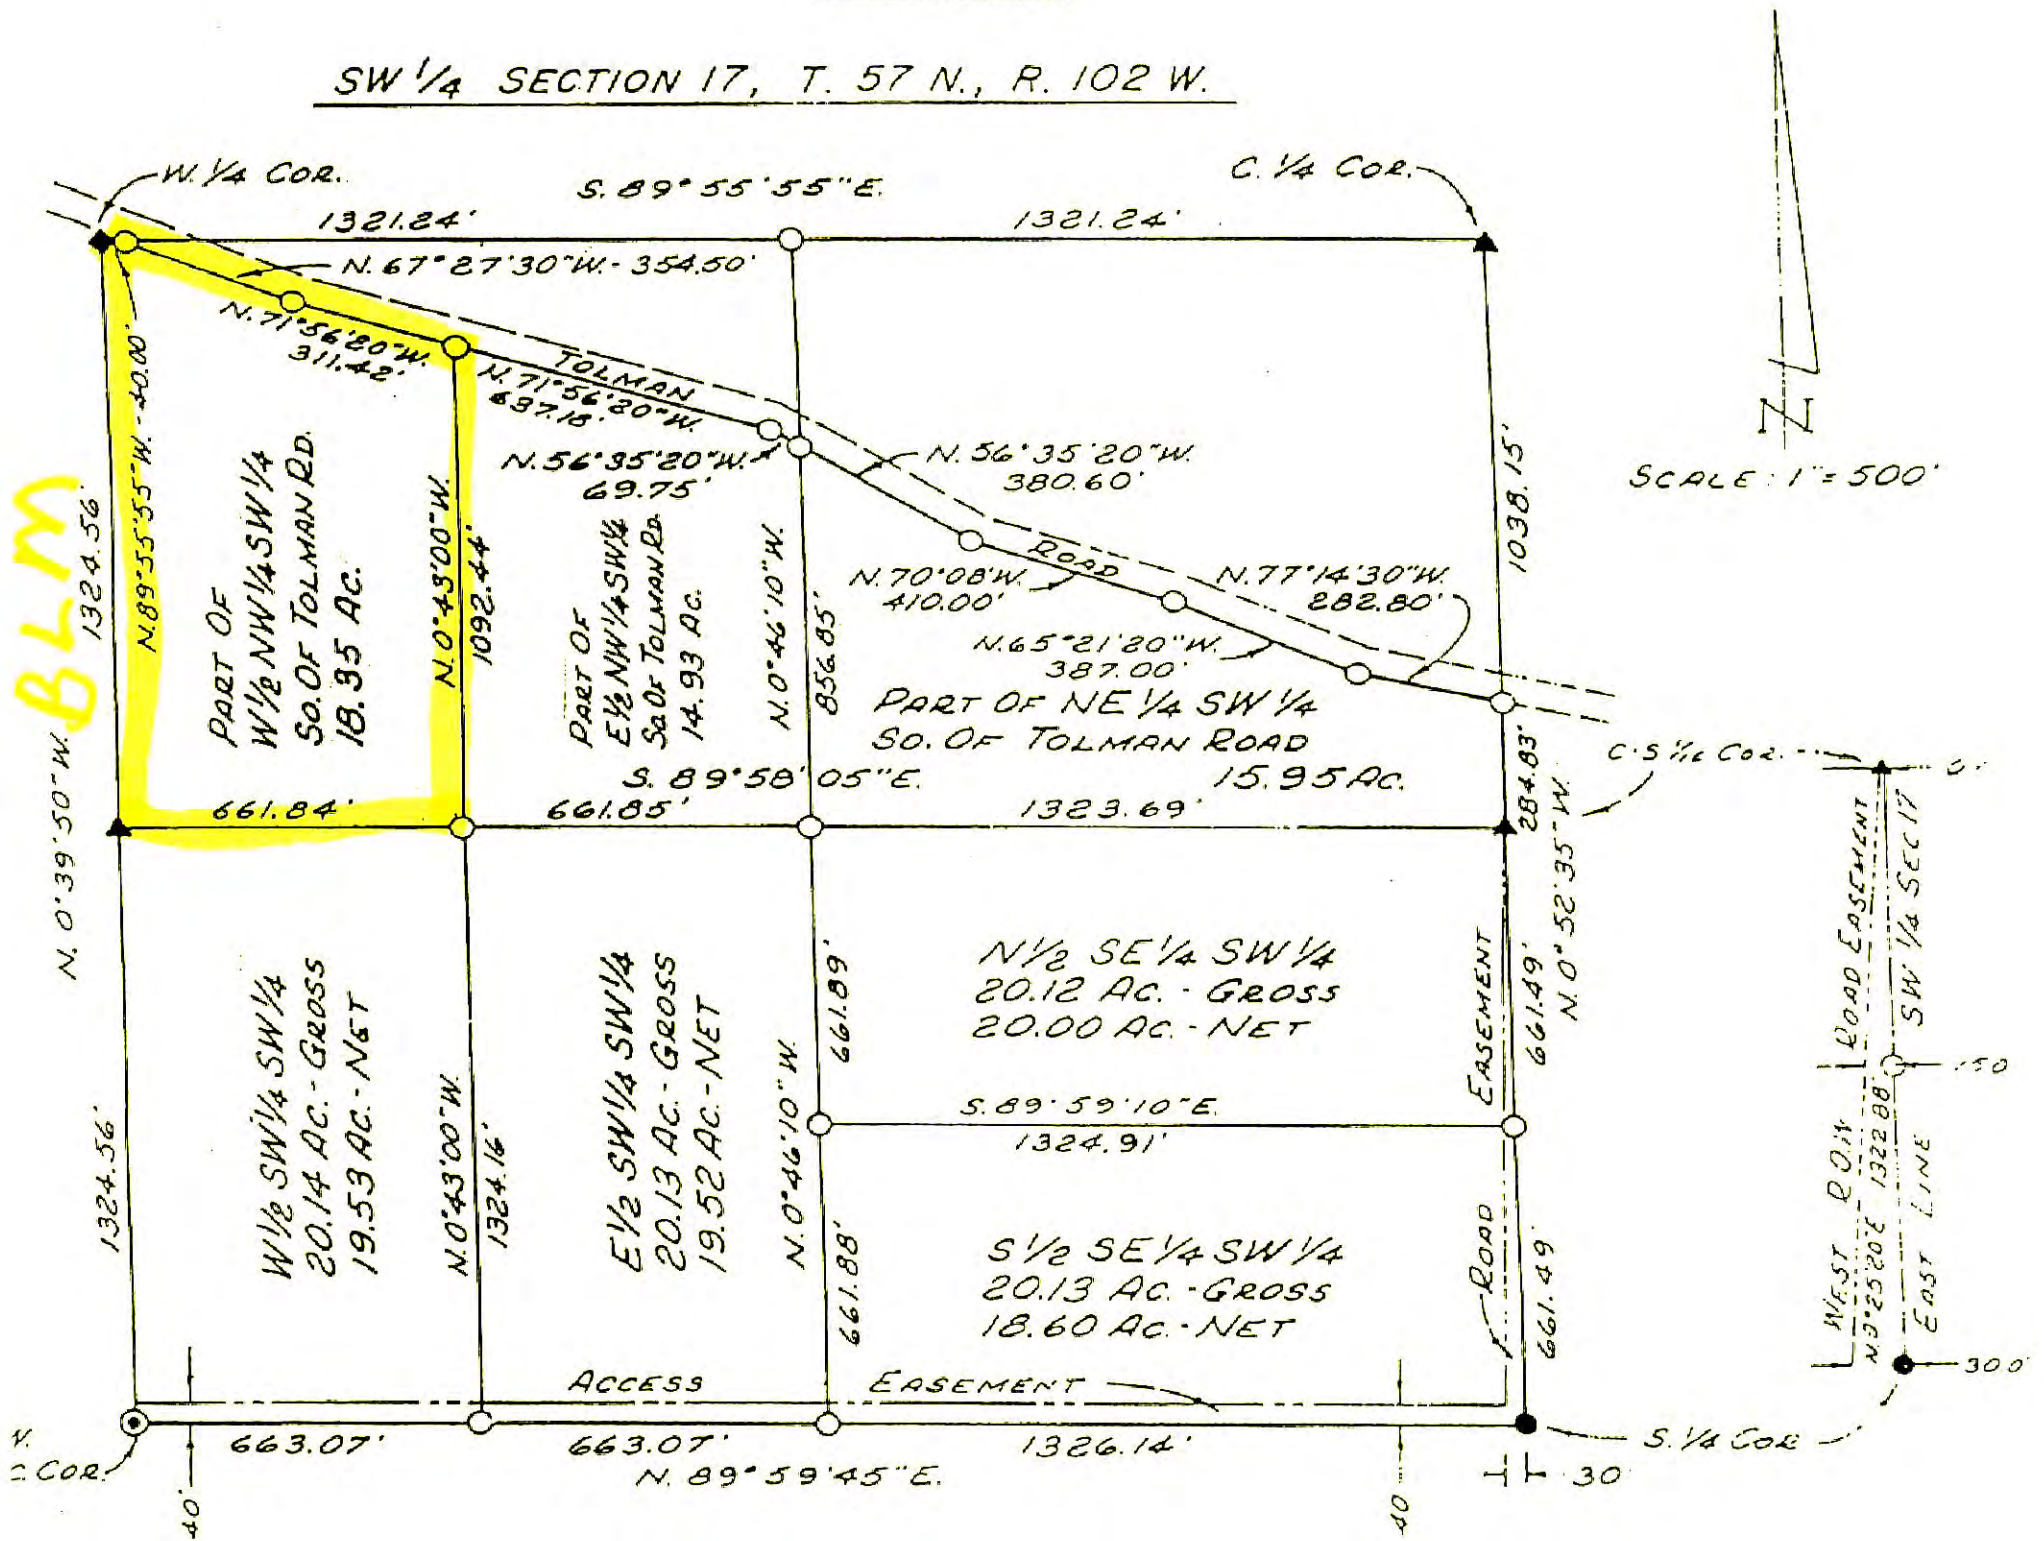 SW 1/4 SECTION 17, T. 57 N., R. 102 W.
W. 1/4 COR.
S. 89°55'55"E.
C. 1/4 COR.
1321.24'
1321.24'
N. 67°27'30"W. - 354.50'
N. 71°56'20"W.
311.42'
TOLMAN
N. 71°56'20"W.
637.18'
N. 56°35'20"W.
69.75'
N. 56°35'20"W.
380.60'
ROAD
N. 70°08'W.
410.00'
N. 77°14'30"W.
282.80'
N. 65°21'20"W.
387.00'
1038.15'
SCALE: 1" = 500'
BLM
1324.56'
N. 89°55'55"W. - 40.00'
PART OF
W 1/2 NW 1/4 SW 1/4
SO. OF TOLMAN RD.
18.35 AC.
N. 0°43'00"W.
1092.44'
PART OF
E 1/2 NW 1/4 SW 1/4
SO. OF TOLMAN RD.
14.93 AC.
N. 0°46'10"W.
856.85'
PART OF NE 1/4 SW 1/4
SO. OF TOLMAN ROAD
15.95 AC.
S. 89°58'05"E.
661.84'
661.85'
1323.69'
284.83'
C-S 1/16 COR.
0'
N. 0°39'50"W.
N. 0°52'35"W.
1324.56'
W 1/2 SW 1/4 SW 1/4
20.14 AC. - GROSS
19.53 AC. - NET
N. 0°43'00"W.
1324.16'
E 1/2 SW 1/4 SW 1/4
20.13 AC. - GROSS
19.52 AC. - NET
N. 0°46'10"W.
661.89'
661.88'
N 1/2 SE 1/4 SW 1/4
20.12 AC. - GROSS
20.00 AC. - NET
S. 89°59'10"E.
1324.91'
S 1/2 SE 1/4 SW 1/4
20.13 AC. - GROSS
18.60 AC. - NET
EASEMENT
ROAD
661.49'
661.49'
WEST R.O.W. ROAD EASEMENT
1322.88'
EAST LINE SW 1/4 SEC 17
150
300'
ACCESS EASEMENT
COR.
663.07'
663.07'
1326.14'
N. 89°59'45"E.
S. 1/4 COR
40'
40
30
N